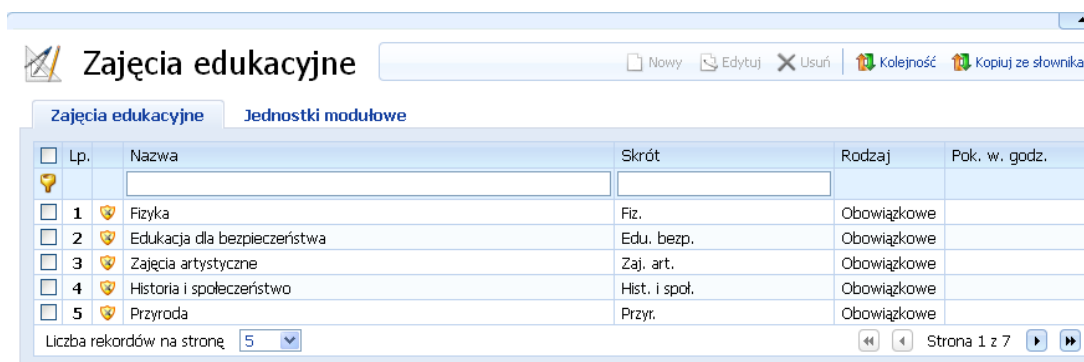 Zajęcia edukacyjne Nowy Edytuj Usuń Kolejność Kopiuj ze słownika
Zajęcia edukacyjne Jednostki modułowe
Lp. Nazwa Skrót Rodzaj Pok. w. godz.
1 Fizyka Fiz. Obowiązkowe
2 Edukacja dla bezpieczeństwa Edu. bezp. Obowiązkowe
3 Zajęcia artystyczne Zaj. art. Obowiązkowe
4 Historia i społeczeństwo Hist. i społ. Obowiązkowe
5 Przyroda Przyr. Obowiązkowe
Liczba rekordów na stronę 5 Strona 1 z 7